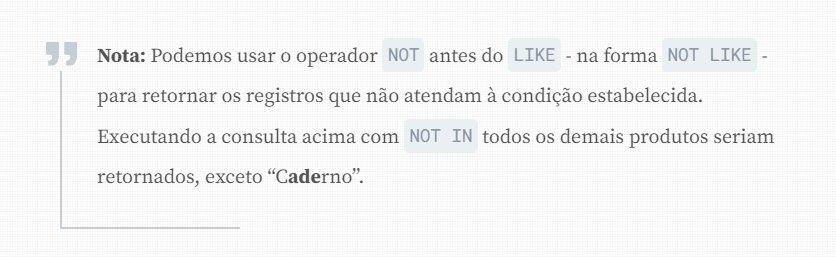 Nota: Podemos usar o operador NOT antes do LIKE - na forma NOT LIKE -
para retornar os registros que não atendam à condição estabelecida.
Executando a consulta acima com NOT IN todos os demais produtos seriam
retornados, exceto “Caderno”.